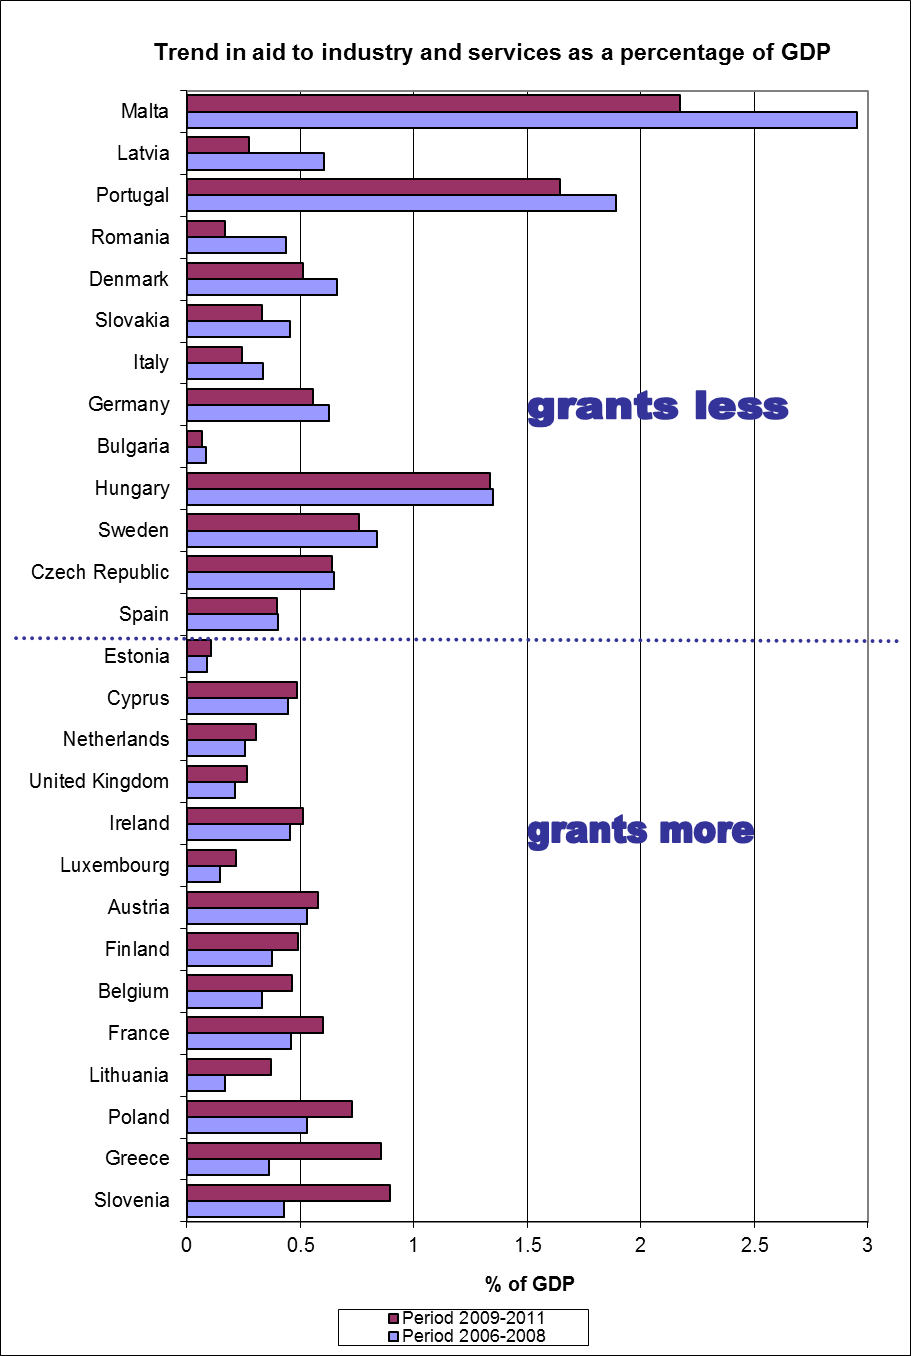 Trend in aid to industry and services as a percentage of GDP
Malta
Latvia
Portugal
Romania
Denmark
Slovakia
Italy
Germany
grants less
Bulgaria
Hungary
Sweden
Czech Republic
Spain
Estonia
Cyprus
Netherlands
United Kingdom
Ireland
grants more
Luxembourg
Austria
Finland
Belgium
France
Lithuania
Poland
Greece
Slovenia
0 0.5 1 1.5 2 2.5 3
% of GDP
Period 2009-2011
Period 2006-2008